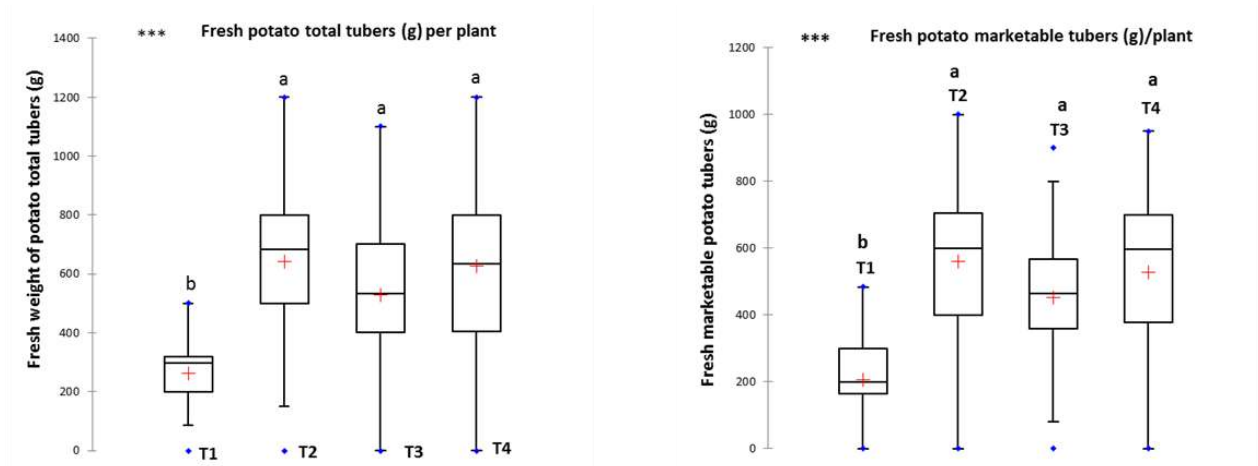 *** Fresh potato total tubers (g) per plant
Fresh weight of potato total tubers (g)
1400
1200
1000
800
600
400
200
0
b
a
a
a
T1
T2
T3
T4
*** Fresh potato marketable tubers (g)/plant
Fresh marketable potato tubers (g)
1200
1000
800
600
400
200
0
b
T1
a
T2
a
T3
a
T4